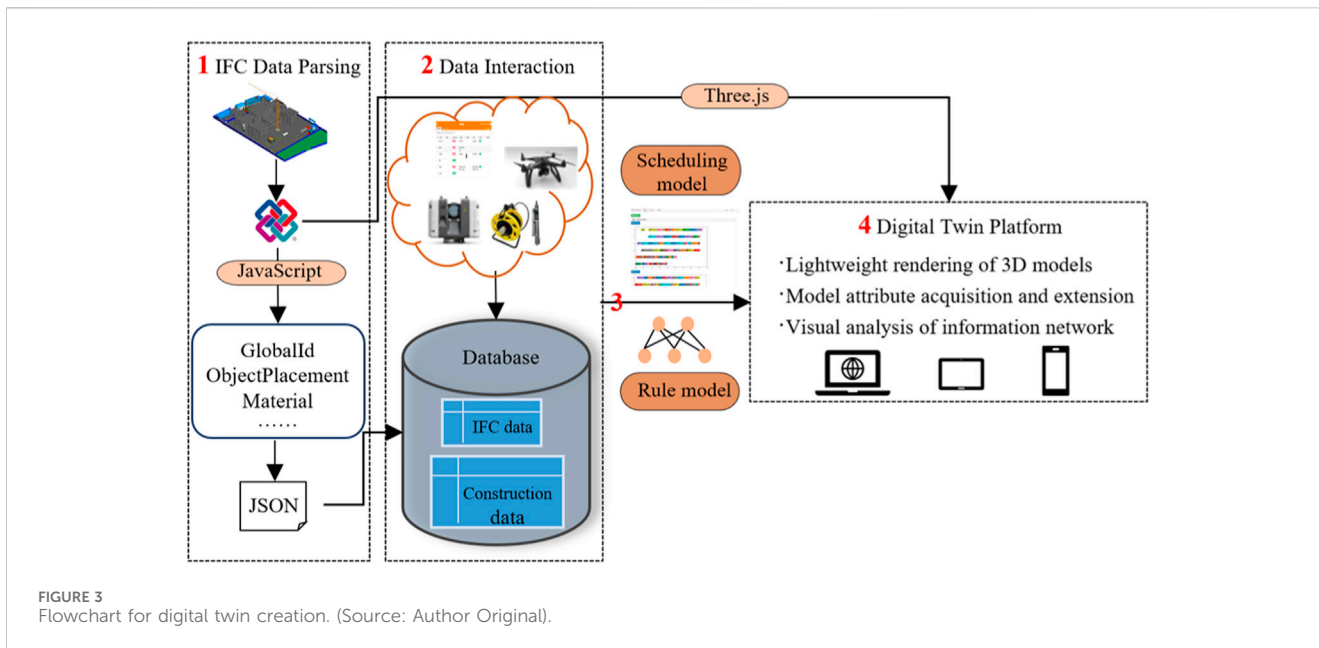 1 IFC Data Parsing
JavaScript
GlobalId
ObjectPlacement
Material
······
JSON
2 Data Interaction
Database
IFC data
Construction
data
Three.js
3
Scheduling
model
Rule model
4 Digital Twin Platform
·Lightweight rendering of 3D models
·Model attribute acquisition and extension
·Visual analysis of information network
FIGURE 3
Flowchart for digital twin creation. (Source: Author Original).